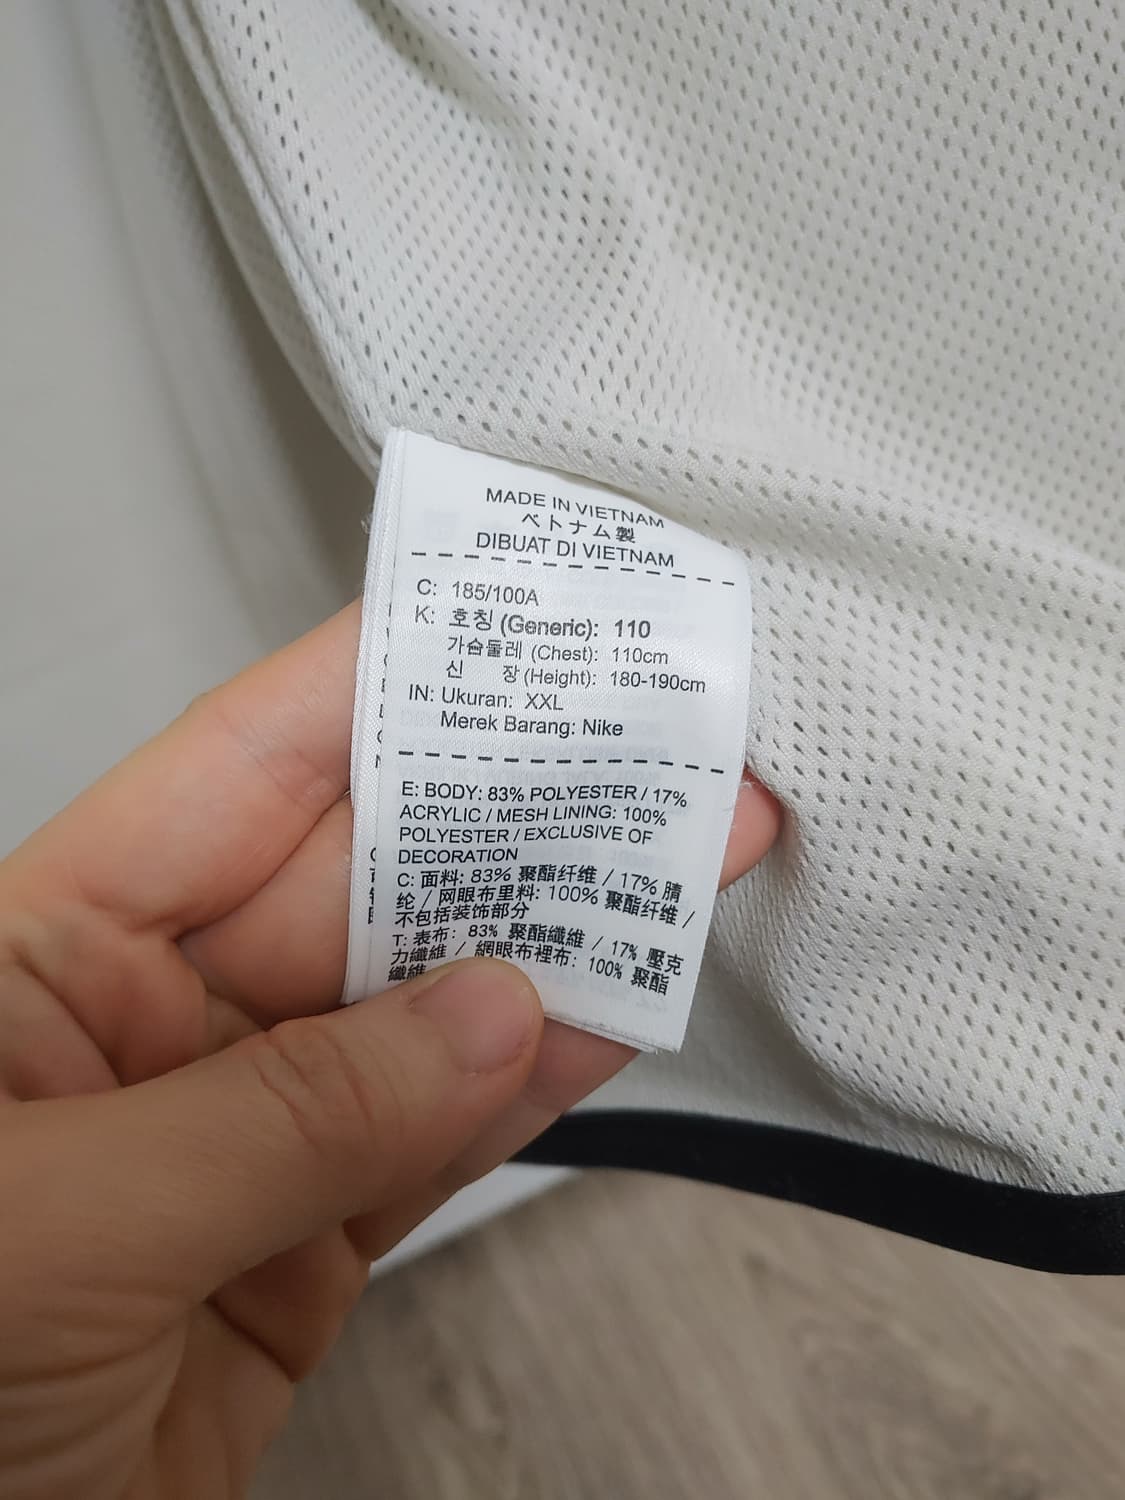 MADE IN VIETNAM
ベトナム製
DIBUAT DI VIETNAM
C: 185/100A
K: 호칭 (Generic): 110
가슴둘레 (Chest): 110cm
신 장 (Height): 180-190cm
IN: Ukuran: XXL
Merek Barang: Nike
E: BODY: 83% POLYESTER / 17%
ACRYLIC / MESH LINING: 100%
POLYESTER / EXCLUSIVE OF
DECORATION
C: 面料: 83% 聚酯纤维 / 17% 腈
纶 / 网眼布里料: 100% 聚酯纤维 /
不包括装饰部分
T: 表布: 83% 聚酯纖維 / 17% 壓克
力纖維 / 網眼布裡布: 100% 聚酯
纖維